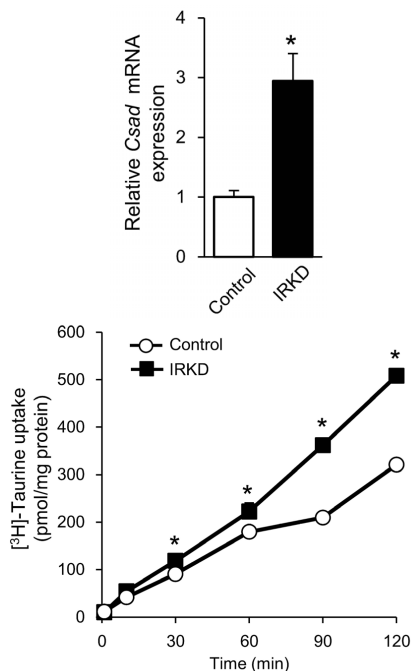 Relative Csad mRNA
expression
4
*
3
2
1
0
Control
IRKD
[³H]-Taurine uptake
(pmol/mg protein)
600
500
400
300
200
100
0
Control
IRKD
*
*
*
*
0
30
60
90
120
Time (min)